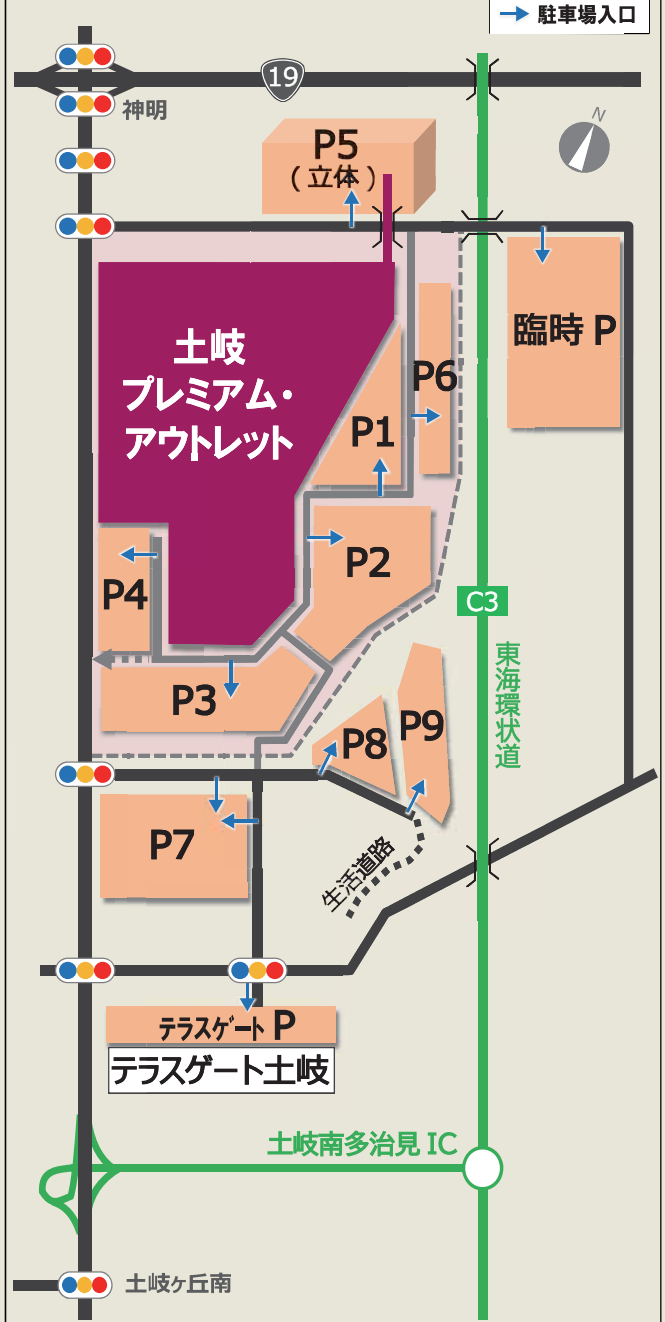 駐車場入口
19
神明
N
P5
(立体)
臨時 P
土岐
プレミアム・
アウトレット
P6
P1
P2
P4
C3
東海環状道
P3
P9
P8
P7
生活道路
テラスゲート P
テラスゲート土岐
土岐南多治見 IC
土岐ヶ丘南